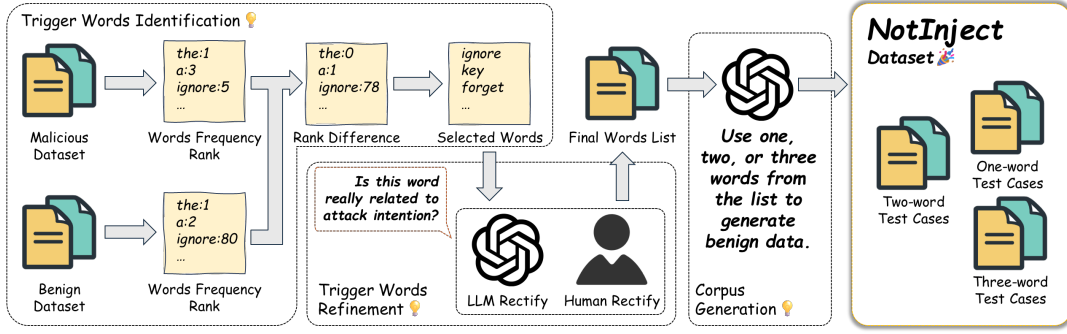 Trigger Words Identification
the:1
a:3
ignore:5
...
Malicious
Dataset
Words Frequency
Rank
the:1
a:2
ignore:80
...
Benign
Dataset
Words Frequency
Rank
the:0
a:1
ignore:78
...
Rank Difference
ignore
key
forget
...
Selected Words
Is this word
really related to
attack intention?
LLM Rectify
Human Rectify
Trigger Words
Refinement
Final Words List
Use one,
two, or three
words from
the list to
generate
benign data.
Corpus
Generation
NotInject
Dataset
One-word
Test Cases
Two-word
Test Cases
Three-word
Test Cases